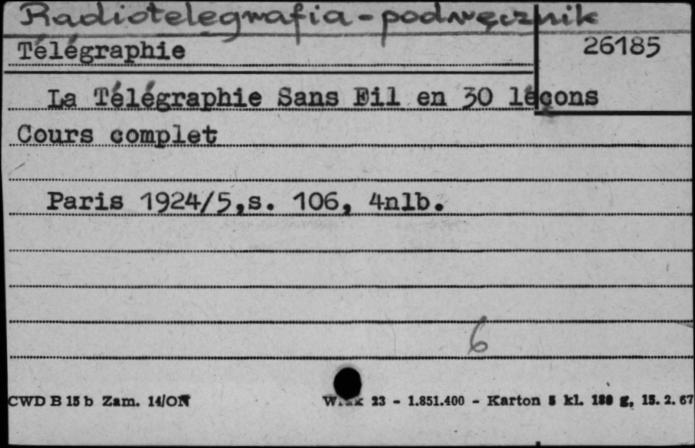 Radiotelegrafia - podręcznik
Télégraphie
26185
La Télégraphie Sans Fil en 30 léçons
Cours complet
Paris 1924/5,s. 106, 4nlb.
6
CWD B 15 b Zam. 14/ON
23 - 1.851.400 - Karton 5 kl. 180 g, 15. 2. 67